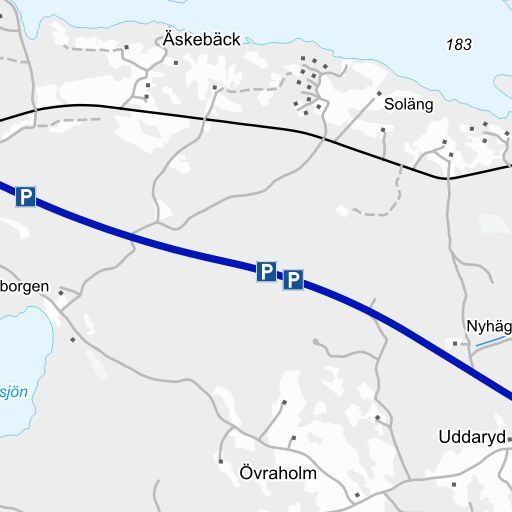 Äskebäck
183
Soläng
P
P
P
borgen
Nyhäg
sjön
Uddaryd
Övraholm